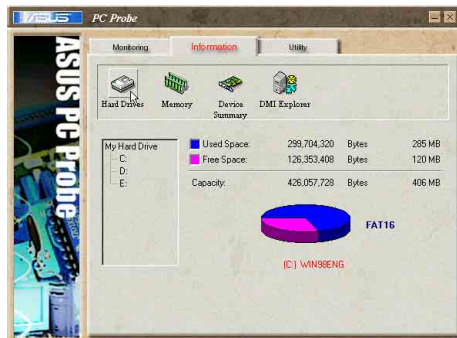 ASUS PC Probe
ASUS PC Probe
Monitoring Information Utility
Hard Drives Memory Device Summary DMI Explorer
My Hard Drive
C:
D:
E:
Used Space: 299,704,320 Bytes 285 MB
Free Space: 126,353,408 Bytes 120 MB
Capacity: 426,057,728 Bytes 406 MB
FAT16
(C:) WIN98ENG